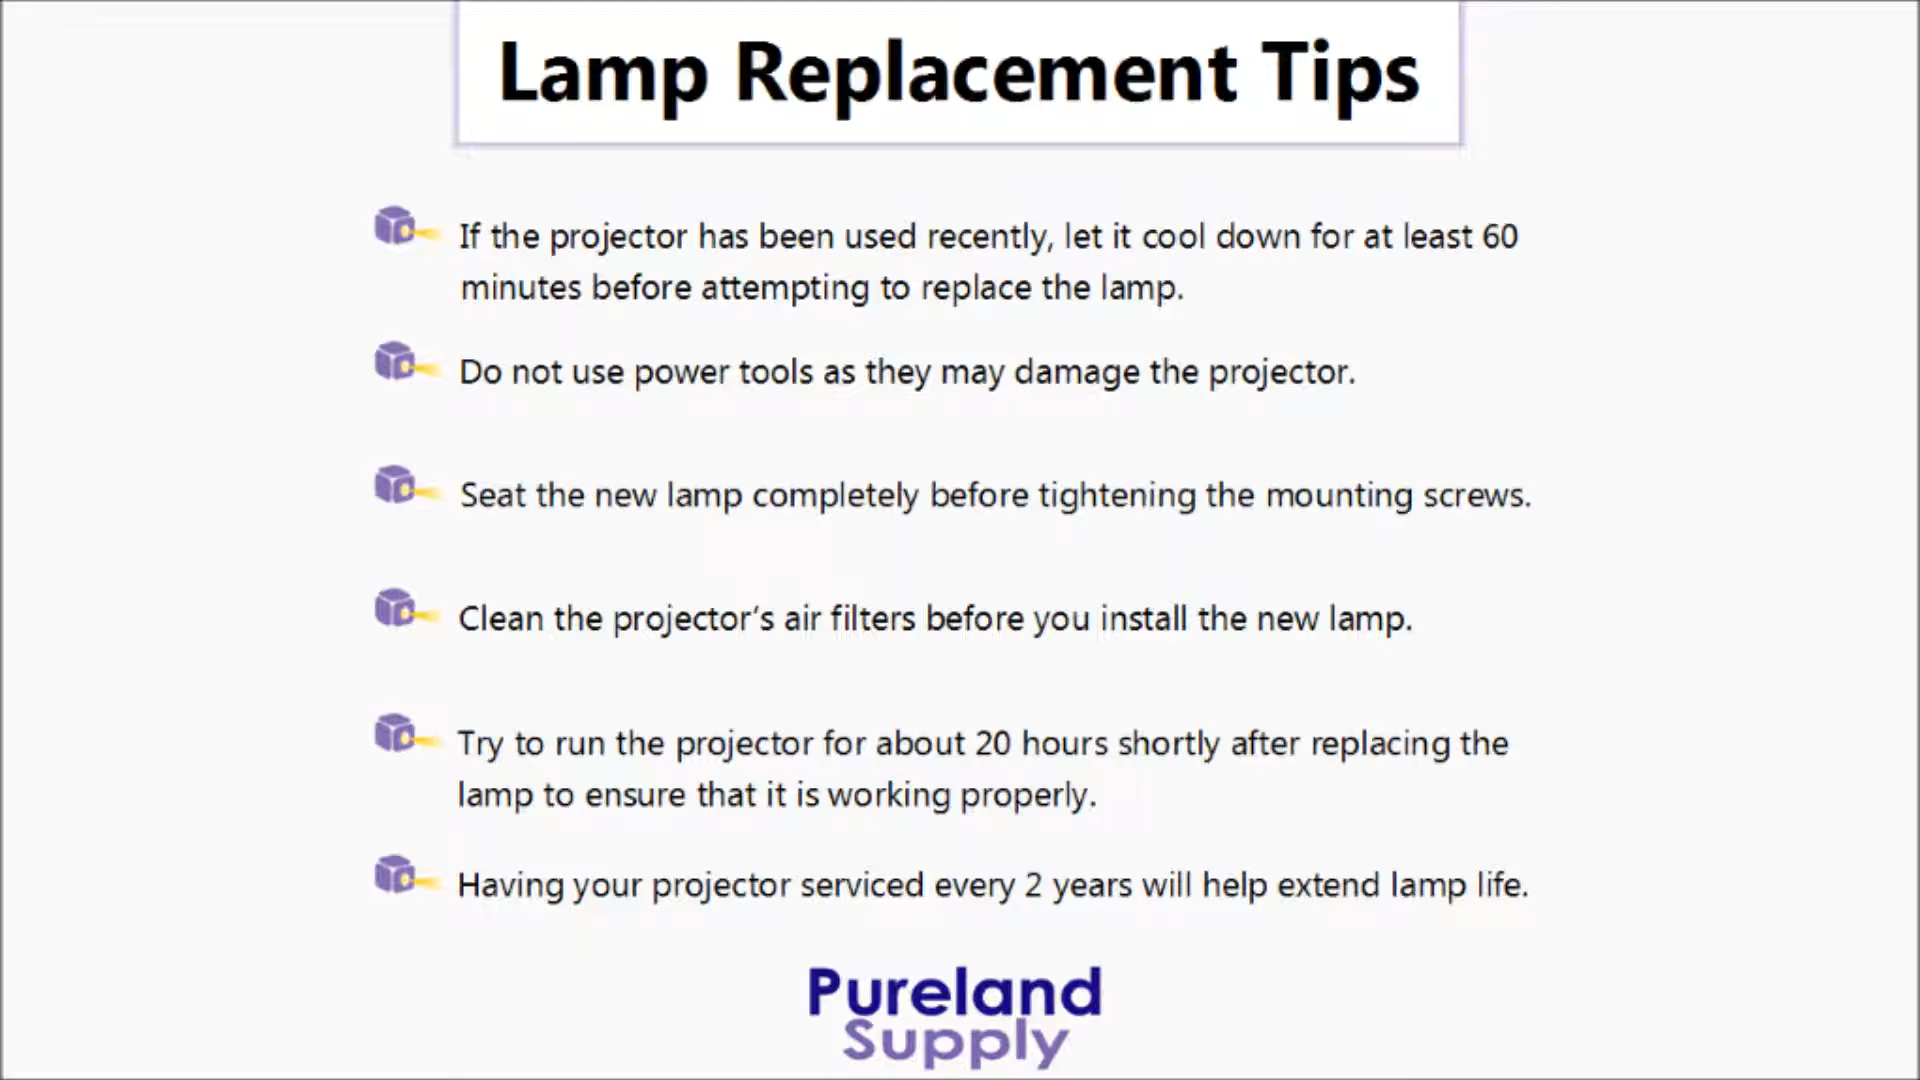 Lamp Replacement Tips
If the projector has been used recently, let it cool down for at least 60
minutes before attempting to replace the lamp.
Do not use power tools as they may damage the projector.
Seat the new lamp completely before tightening the mounting screws.
Clean the projector’s air filters before you install the new lamp.
Try to run the projector for about 20 hours shortly after replacing the
lamp to ensure that it is working properly.
Having your projector serviced every 2 years will help extend lamp life.
Pureland
Supply